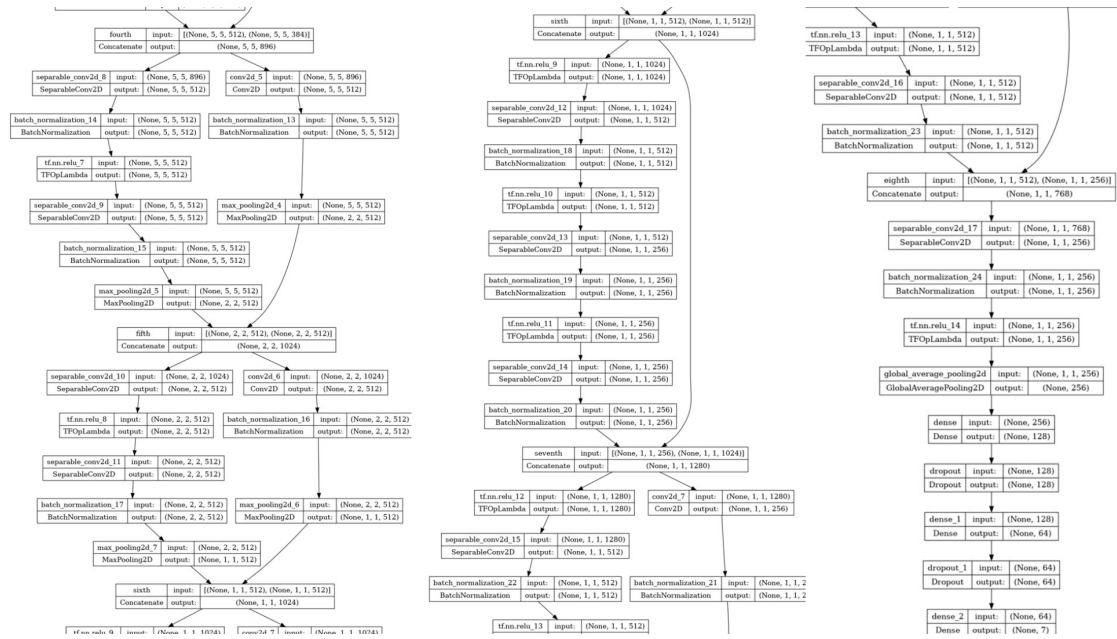 fourth input: [(None, 5, 5, 512), (None, 5, 5, 384)]
Concatenate output: (None, 5, 5, 896)
separable_conv2d_8 input: (None, 5, 5, 896)
SeparableConv2D output: (None, 5, 5, 512)
conv2d_5 input: (None, 5, 5, 896)
Conv2D output: (None, 5, 5, 512)
batch_normalization_14 input: (None, 5, 5, 512)
BatchNormalization output: (None, 5, 5, 512)
batch_normalization_13 input: (None, 5, 5, 512)
BatchNormalization output: (None, 5, 5, 512)
tf.nn.relu_7 input: (None, 5, 5, 512)
TFOpLambda output: (None, 5, 5, 512)
separable_conv2d_9 input: (None, 5, 5, 512)
SeparableConv2D output: (None, 5, 5, 512)
max_pooling2d_4 input: (None, 5, 5, 512)
MaxPooling2D output: (None, 2, 2, 512)
batch_normalization_15 input: (None, 5, 5, 512)
BatchNormalization output: (None, 5, 5, 512)
max_pooling2d_5 input: (None, 5, 5, 512)
MaxPooling2D output: (None, 2, 2, 512)
fifth input: [(None, 2, 2, 512), (None, 2, 2, 512)]
Concatenate output: (None, 2, 2, 1024)
separable_conv2d_10 input: (None, 2, 2, 1024)
SeparableConv2D output: (None, 2, 2, 512)
conv2d_6 input: (None, 2, 2, 1024)
Conv2D output: (None, 2, 2, 512)
tf.nn.relu_8 input: (None, 2, 2, 512)
TFOpLambda output: (None, 2, 2, 512)
batch_normalization_16 input: (None, 2, 2, 512)
BatchNormalization output: (None, 2, 2, 512)
separable_conv2d_11 input: (None, 2, 2, 512)
SeparableConv2D output: (None, 2, 2, 512)
batch_normalization_17 input: (None, 2, 2, 512)
BatchNormalization output: (None, 2, 2, 512)
max_pooling2d_6 input: (None, 2, 2, 512)
MaxPooling2D output: (None, 1, 1, 512)
max_pooling2d_7 input: (None, 2, 2, 512)
MaxPooling2D output: (None, 1, 1, 512)
sixth input: [(None, 1, 1, 512), (None, 1, 1, 512)]
Concatenate output: (None, 1, 1, 1024)
tf.nn.relu_9 input: (None, 1, 1, 1024)
conv2d_7 input: (None, 1, 1, 1024)
sixth input: [(None, 1, 1, 512), (None, 1, 1, 512)]
Concatenate output: (None, 1, 1, 1024)
tf.nn.relu_9 input: (None, 1, 1, 1024)
TFOpLambda output: (None, 1, 1, 1024)
separable_conv2d_12 input: (None, 1, 1, 1024)
SeparableConv2D output: (None, 1, 1, 512)
batch_normalization_18 input: (None, 1, 1, 512)
BatchNormalization output: (None, 1, 1, 512)
tf.nn.relu_10 input: (None, 1, 1, 512)
TFOpLambda output: (None, 1, 1, 512)
separable_conv2d_13 input: (None, 1, 1, 512)
SeparableConv2D output: (None, 1, 1, 256)
batch_normalization_19 input: (None, 1, 1, 256)
BatchNormalization output: (None, 1, 1, 256)
tf.nn.relu_11 input: (None, 1, 1, 256)
TFOpLambda output: (None, 1, 1, 256)
separable_conv2d_14 input: (None, 1, 1, 256)
SeparableConv2D output: (None, 1, 1, 256)
batch_normalization_20 input: (None, 1, 1, 256)
BatchNormalization output: (None, 1, 1, 256)
seventh input: [(None, 1, 1, 256), (None, 1, 1, 1024)]
Concatenate output: (None, 1, 1, 1280)
tf.nn.relu_12 input: (None, 1, 1, 1280)
TFOpLambda output: (None, 1, 1, 1280)
conv2d_7 input: (None, 1, 1, 1280)
Conv2D output: (None, 1, 1, 256)
separable_conv2d_15 input: (None, 1, 1, 1280)
SeparableConv2D output: (None, 1, 1, 512)
batch_normalization_22 input: (None, 1, 1, 512)
BatchNormalization output: (None, 1, 1, 512)
batch_normalization_21 input: (None, 1, 1, 2
BatchNormalization output: (None, 1, 1, 2
tf.nn.relu_13 input: (None, 1, 1, 512)
tf.nn.relu_13 input: (None, 1, 1, 512)
TFOpLambda output: (None, 1, 1, 512)
separable_conv2d_16 input: (None, 1, 1, 512)
SeparableConv2D output: (None, 1, 1, 512)
batch_normalization_23 input: (None, 1, 1, 512)
BatchNormalization output: (None, 1, 1, 512)
eighth input: [(None, 1, 1, 512), (None, 1, 1, 256)]
Concatenate output: (None, 1, 1, 768)
separable_conv2d_17 input: (None, 1, 1, 768)
SeparableConv2D output: (None, 1, 1, 256)
batch_normalization_24 input: (None, 1, 1, 256)
BatchNormalization output: (None, 1, 1, 256)
tf.nn.relu_14 input: (None, 1, 1, 256)
TFOpLambda output: (None, 1, 1, 256)
global_average_pooling2d input: (None, 1, 1, 256)
GlobalAveragePooling2D output: (None, 256)
dense input: (None, 256)
Dense output: (None, 128)
dropout input: (None, 128)
Dropout output: (None, 128)
dense_1 input: (None, 128)
Dense output: (None, 64)
dropout_1 input: (None, 64)
Dropout output: (None, 64)
dense_2 input: (None, 64)
Dense output: (None, 7)